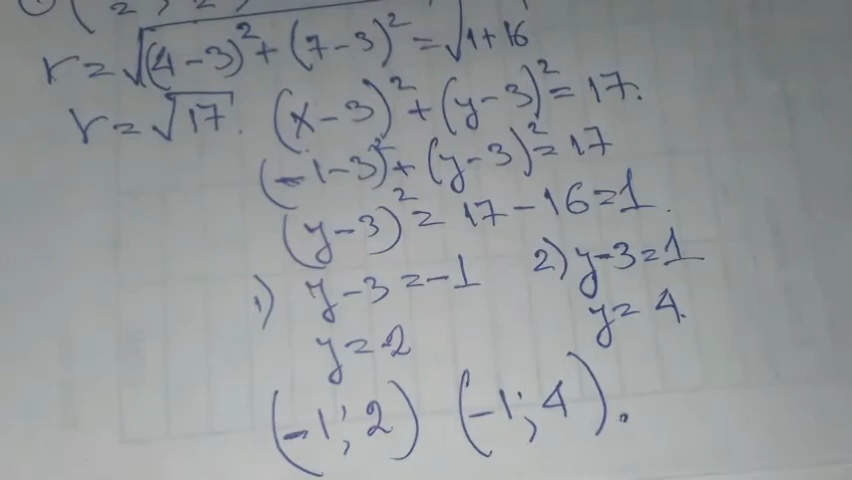 r = √(4-3)² + (7-3)² = √1+16
r = √17. (x-3)² + (y-3)² = 17.
(-1-3)² + (y-3)² = 17
(y-3)² = 17-16=1.
1) y-3 = -1 2) y-3=1
y = 2 y = 4.
(-1; 2) (-1; 4).